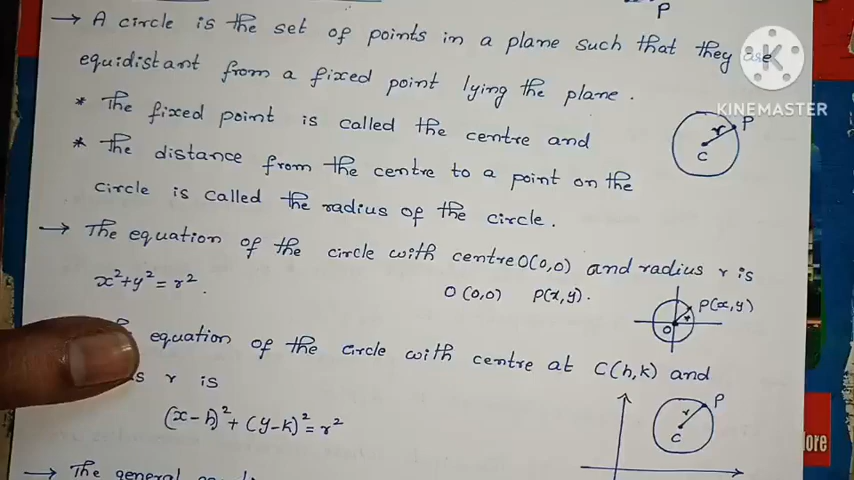 P
→ A circle is the set of points in a plane such that they are
equidistant from a fixed point lying the plane.
* The fixed point is called the centre and
* The distance from the centre to a point on the
circle is called the radius of the circle.
K
KINEMASTER
P
r
C
→ The equation of the circle with centre O(0,0) and radius r is
x²+y² = r².
O (0,0) P(x,y).
P(x,y)
r
O
equation of the circle with centre at C(h,k) and
r is
(x-h)² + (y-k)² = r²
P
r
C
→ The general